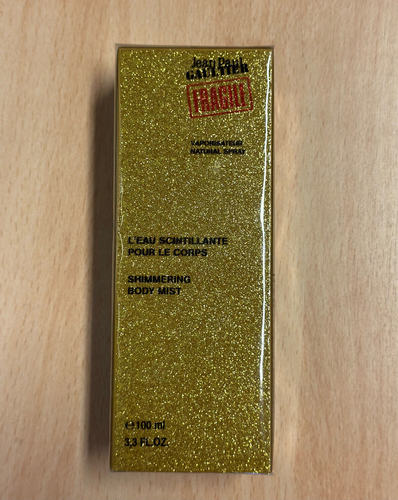 Jean Paul
GAULTIER
FRAGILE
VAPORISATEUR
NATURAL SPRAY
L'EAU SCINTILLANTE
POUR LE CORPS
SHIMMERING
BODY MIST
℮100 ml
3,3 FL.OZ.